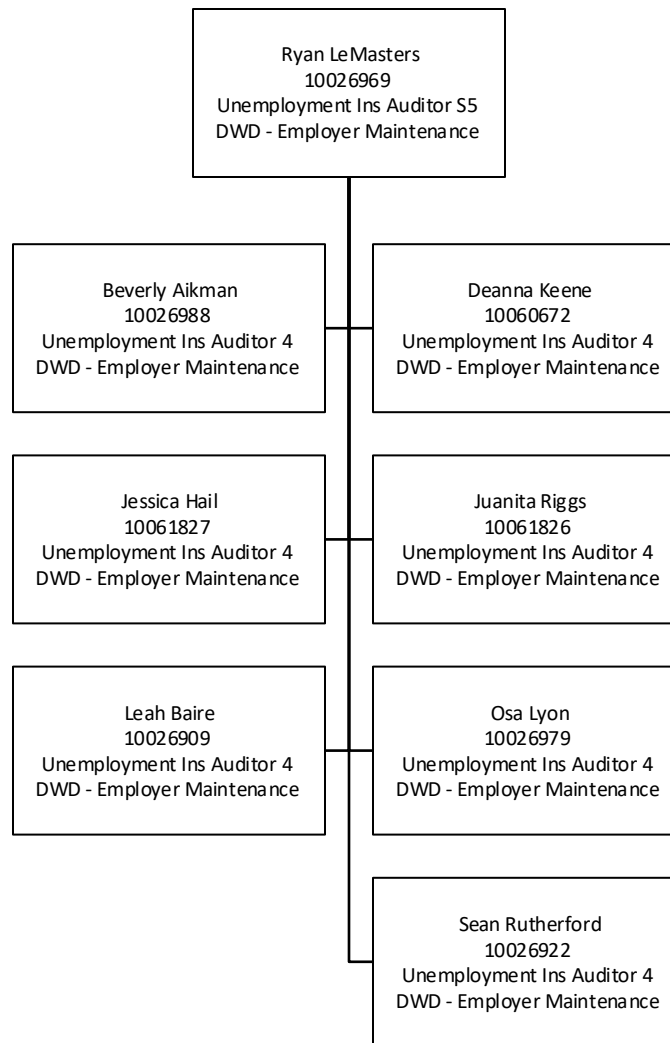 Ryan LeMasters
10026969
Unemployment Ins Auditor S5
DWD - Employer Maintenance
Beverly Aikman
10026988
Unemployment Ins Auditor 4
DWD - Employer Maintenance
Deanna Keene
10060672
Unemployment Ins Auditor 4
DWD - Employer Maintenance
Jessica Hail
10061827
Unemployment Ins Auditor 4
DWD - Employer Maintenance
Juanita Riggs
10061826
Unemployment Ins Auditor 4
DWD - Employer Maintenance
Leah Baire
10026909
Unemployment Ins Auditor 4
DWD - Employer Maintenance
Osa Lyon
10026979
Unemployment Ins Auditor 4
DWD - Employer Maintenance
Sean Rutherford
10026922
Unemployment Ins Auditor 4
DWD - Employer Maintenance